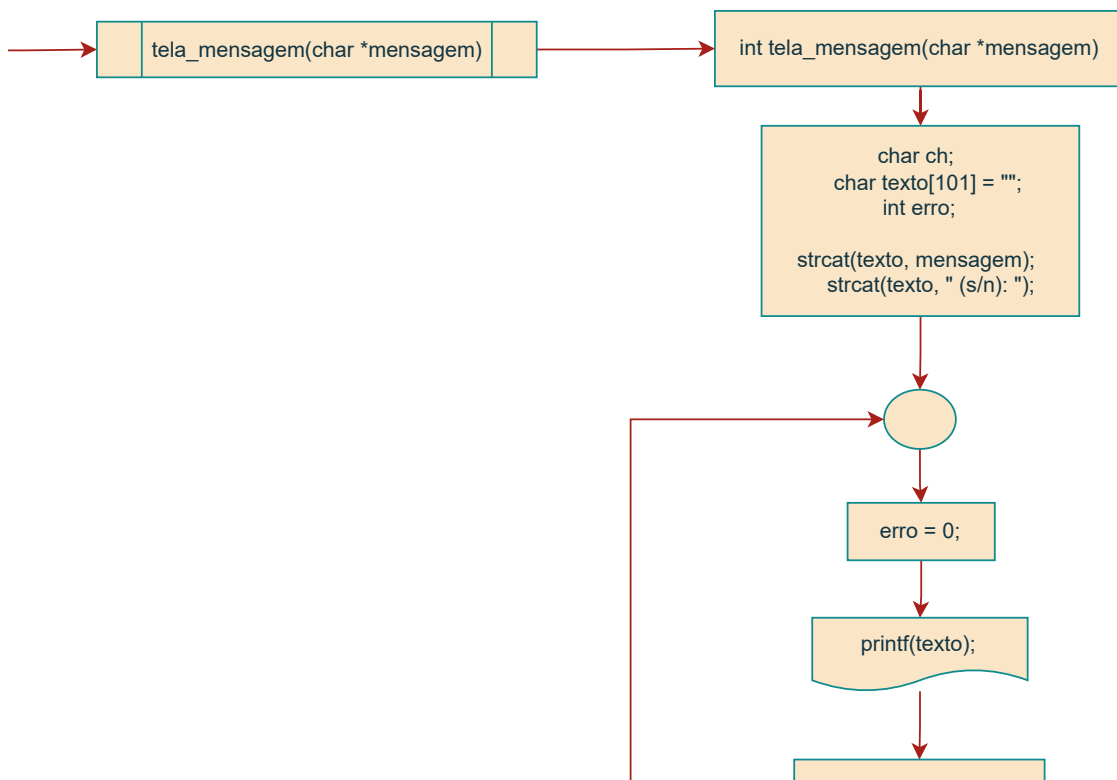 tela_mensagem(char *mensagem)
int tela_mensagem(char *mensagem)
char ch;
char texto[101] = "";
int erro;
strcat(texto, mensagem);
strcat(texto, " (s/n): ");
erro = 0;
printf(texto);